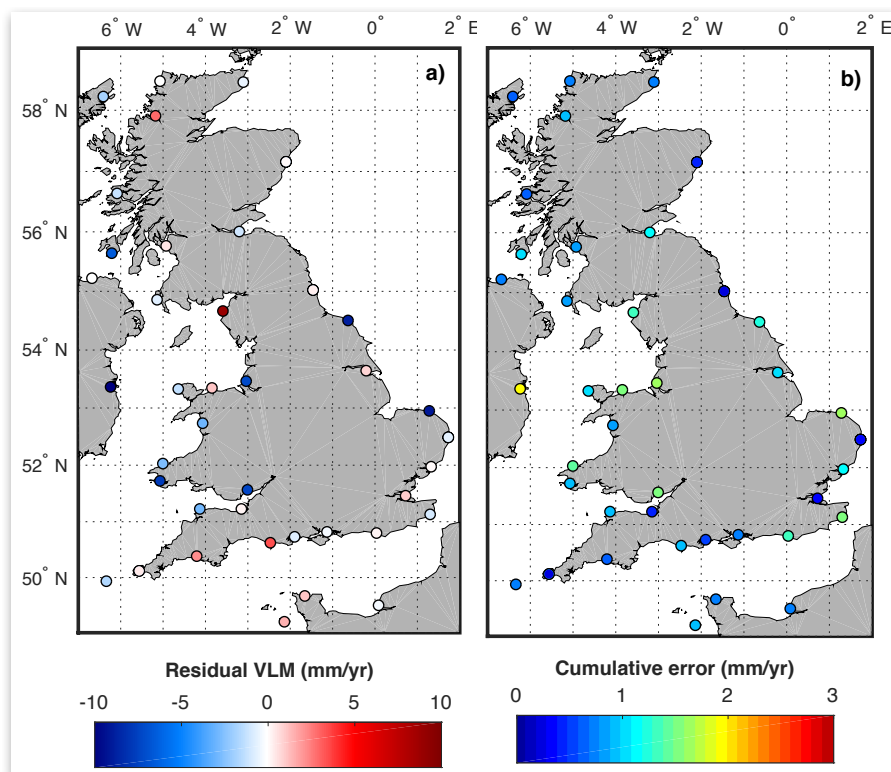 6° W 4° W 2° W 0° 2° E 6° W 4° W 2° W 0° 2° E
a) b)
58° N
56° N
54° N
52° N
50° N
Residual VLM (mm/yr) Cumulative error (mm/yr)
-10 -5 0 5 10 0 1 2 3